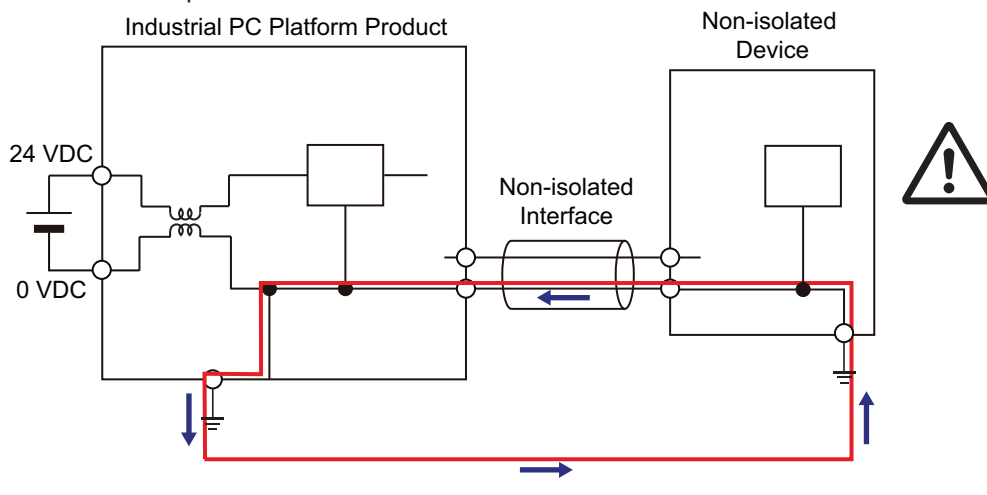 Industrial PC Platform Product
Non-isolated
Device
24 VDC
Non-isolated
Interface
0 VDC